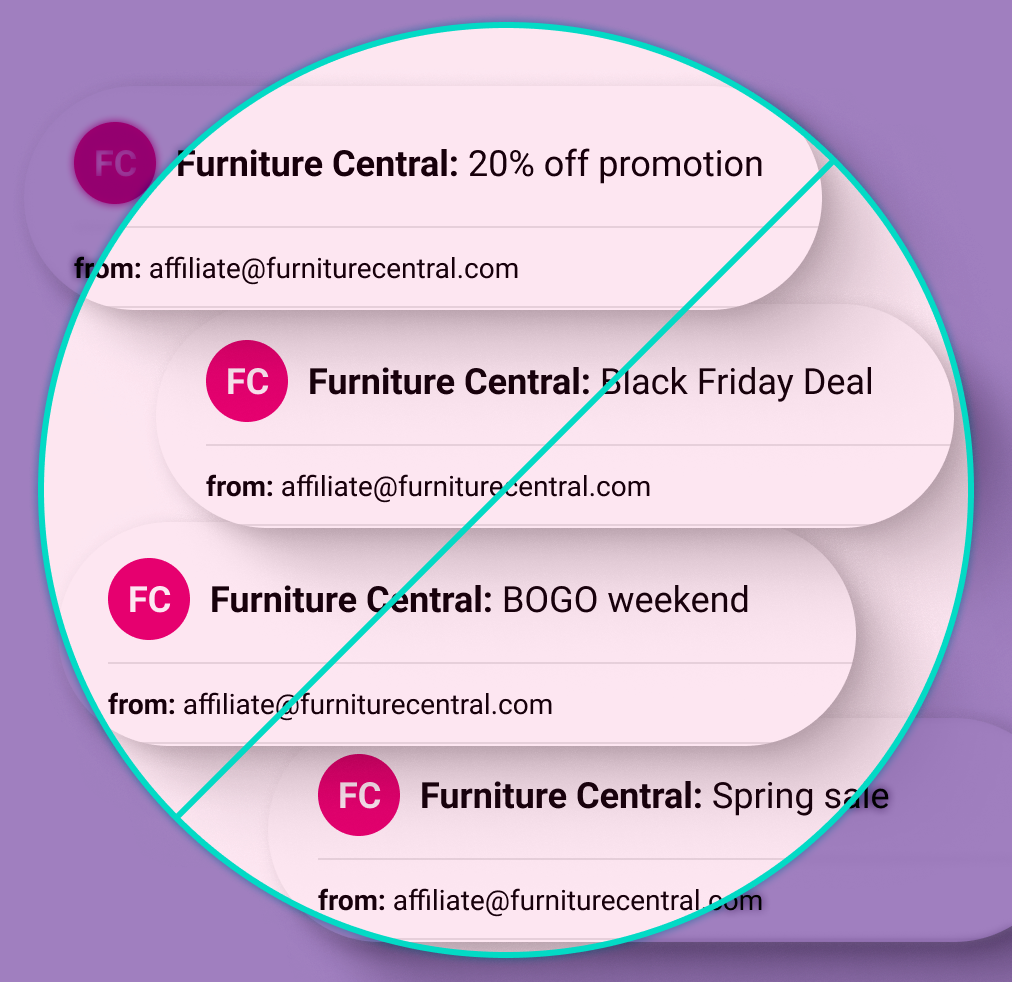 FC Furniture Central: 20% off promotion
from: affiliate@furniturecentral.com
FC Furniture Central: Black Friday Deal
from: affiliate@furniturecentral.com
FC Furniture Central: BOGO weekend
from: affiliate@furniturecentral.com
FC Furniture Central: Spring sale
from: affiliate@furniturecentral.com